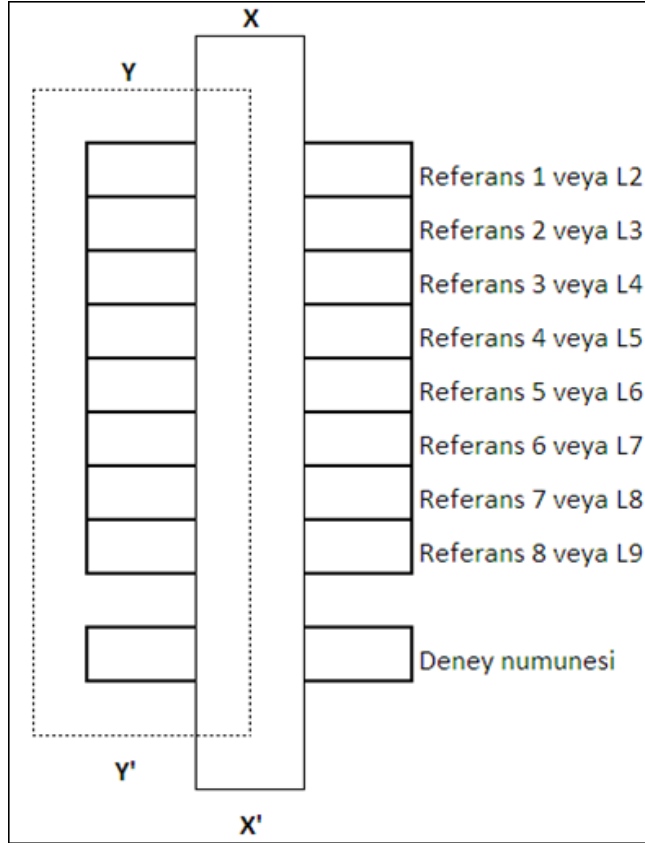 X
Y
Referans 1 veya L2
Referans 2 veya L3
Referans 3 veya L4
Referans 4 veya L5
Referans 5 veya L6
Referans 6 veya L7
Referans 7 veya L8
Referans 8 veya L9
Deney numunesi
Y'
X'